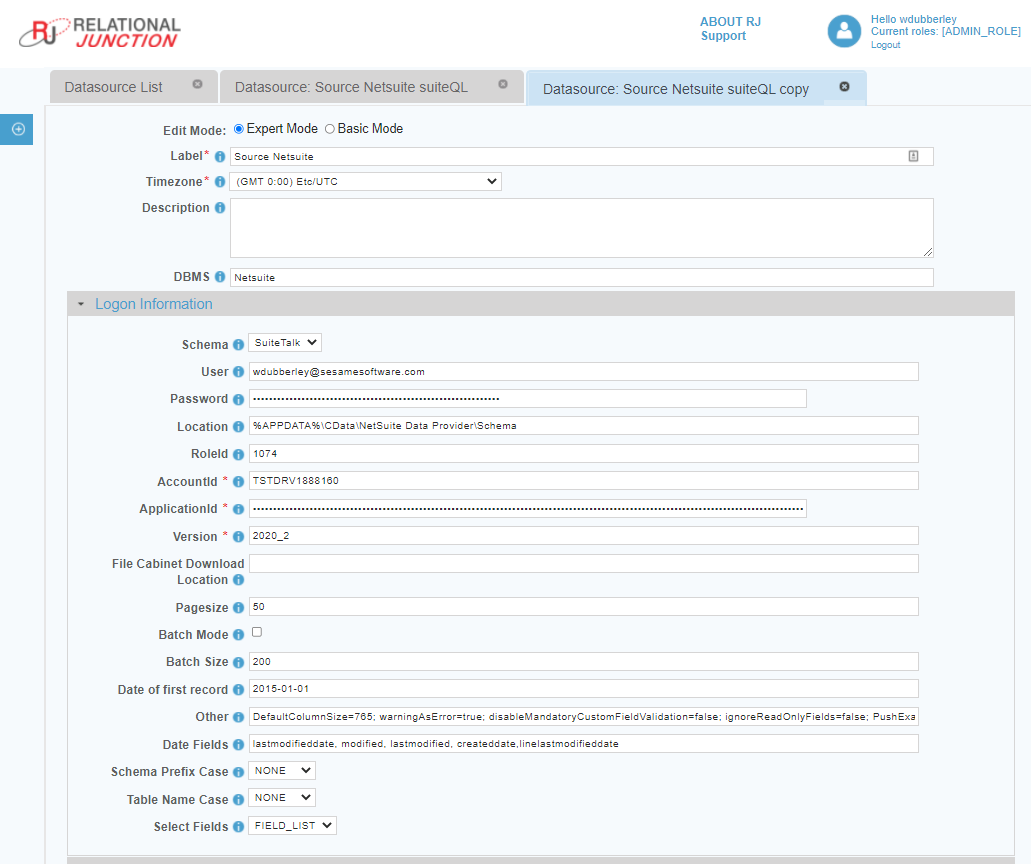 RJ RELATIONAL JUNCTION
ABOUT RJ
Support
Hello wdubberley
Current roles: [ADMIN_ROLE]
Logout
Datasource List
Datasource: Source Netsuite suiteQL
Datasource: Source Netsuite suiteQL copy
Edit Mode: Expert Mode Basic Mode
Label* Source Netsuite
Timezone* (GMT 0:00) Etc/UTC
Description
DBMS Netsuite
Logon Information
Schema SuiteTalk
User wdubberley@sesamesoftware.com
Password
Location %APPDATA%\CData\NetSuite Data Provider\Schema
RoleId 1074
AccountId * TSTDRV1888160
ApplicationId *
Version * 2020_2
File Cabinet Download
Location
Pagesize 50
Batch Mode
Batch Size 200
Date of first record 2015-01-01
Other DefaultColumnSize=765; warningAsError=true; disableMandatoryCustomFieldValidation=false; ignoreReadOnlyFields=false; PushExa
Date Fields lastmodifieddate, modified, lastmodified, createddate,linelastmodifieddate
Schema Prefix Case NONE
Table Name Case NONE
Select Fields FIELD_LIST